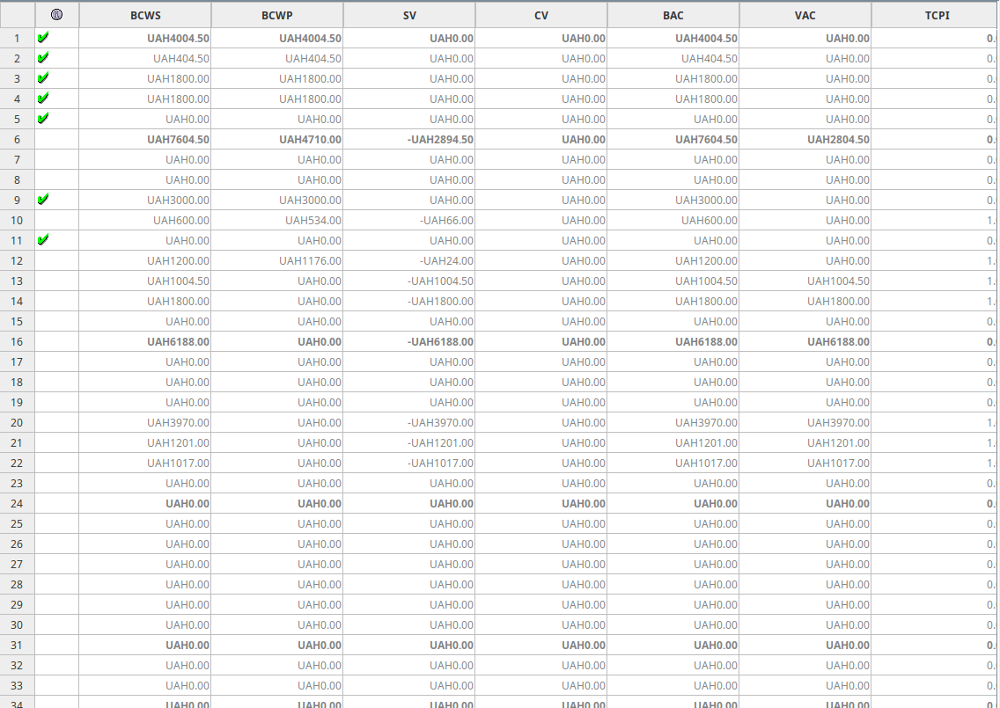 BCWS BCWP SV CV BAC VAC TCPI
1 UAH4004.50 UAH4004.50 UAH0.00 UAH0.00 UAH4004.50 UAH0.00 0.
2 UAH404.50 UAH404.50 UAH0.00 UAH0.00 UAH404.50 UAH0.00 0.
3 UAH1800.00 UAH1800.00 UAH0.00 UAH0.00 UAH1800.00 UAH0.00 0.
4 UAH1800.00 UAH1800.00 UAH0.00 UAH0.00 UAH1800.00 UAH0.00 0.
5 UAH0.00 UAH0.00 UAH0.00 UAH0.00 UAH0.00 UAH0.00 0.
6 UAH7604.50 UAH4710.00 -UAH2894.50 UAH0.00 UAH7604.50 UAH2804.50 0.
7 UAH0.00 UAH0.00 UAH0.00 UAH0.00 UAH0.00 UAH0.00 0.
8 UAH0.00 UAH0.00 UAH0.00 UAH0.00 UAH0.00 UAH0.00 0.
9 UAH3000.00 UAH3000.00 UAH0.00 UAH0.00 UAH3000.00 UAH0.00 0.
10 UAH600.00 UAH534.00 -UAH66.00 UAH0.00 UAH600.00 UAH0.00 1.
11 UAH0.00 UAH0.00 UAH0.00 UAH0.00 UAH0.00 UAH0.00 0.
12 UAH1200.00 UAH1176.00 -UAH24.00 UAH0.00 UAH1200.00 UAH0.00 1.
13 UAH1004.50 UAH0.00 -UAH1004.50 UAH0.00 UAH1004.50 UAH1004.50 1.
14 UAH1800.00 UAH0.00 -UAH1800.00 UAH0.00 UAH1800.00 UAH1800.00 1.
15 UAH0.00 UAH0.00 UAH0.00 UAH0.00 UAH0.00 UAH0.00 0.
16 UAH6188.00 UAH0.00 -UAH6188.00 UAH0.00 UAH6188.00 UAH6188.00 0.
17 UAH0.00 UAH0.00 UAH0.00 UAH0.00 UAH0.00 UAH0.00 0.
18 UAH0.00 UAH0.00 UAH0.00 UAH0.00 UAH0.00 UAH0.00 0.
19 UAH0.00 UAH0.00 UAH0.00 UAH0.00 UAH0.00 UAH0.00 0.
20 UAH3970.00 UAH0.00 -UAH3970.00 UAH0.00 UAH3970.00 UAH3970.00 1.
21 UAH1201.00 UAH0.00 -UAH1201.00 UAH0.00 UAH1201.00 UAH1201.00 1.
22 UAH1017.00 UAH0.00 -UAH1017.00 UAH0.00 UAH1017.00 UAH1017.00 1.
23 UAH0.00 UAH0.00 UAH0.00 UAH0.00 UAH0.00 UAH0.00 0.
24 UAH0.00 UAH0.00 UAH0.00 UAH0.00 UAH0.00 UAH0.00 0.
25 UAH0.00 UAH0.00 UAH0.00 UAH0.00 UAH0.00 UAH0.00 0.
26 UAH0.00 UAH0.00 UAH0.00 UAH0.00 UAH0.00 UAH0.00 0.
27 UAH0.00 UAH0.00 UAH0.00 UAH0.00 UAH0.00 UAH0.00 0.
28 UAH0.00 UAH0.00 UAH0.00 UAH0.00 UAH0.00 UAH0.00 0.
29 UAH0.00 UAH0.00 UAH0.00 UAH0.00 UAH0.00 UAH0.00 0.
30 UAH0.00 UAH0.00 UAH0.00 UAH0.00 UAH0.00 UAH0.00 0.
31 UAH0.00 UAH0.00 UAH0.00 UAH0.00 UAH0.00 UAH0.00 0.
32 UAH0.00 UAH0.00 UAH0.00 UAH0.00 UAH0.00 UAH0.00 0.
33 UAH0.00 UAH0.00 UAH0.00 UAH0.00 UAH0.00 UAH0.00 0.
34 UAH0.00 UAH0.00 UAH0.00 UAH0.00 UAH0.00 UAH0.00 0.